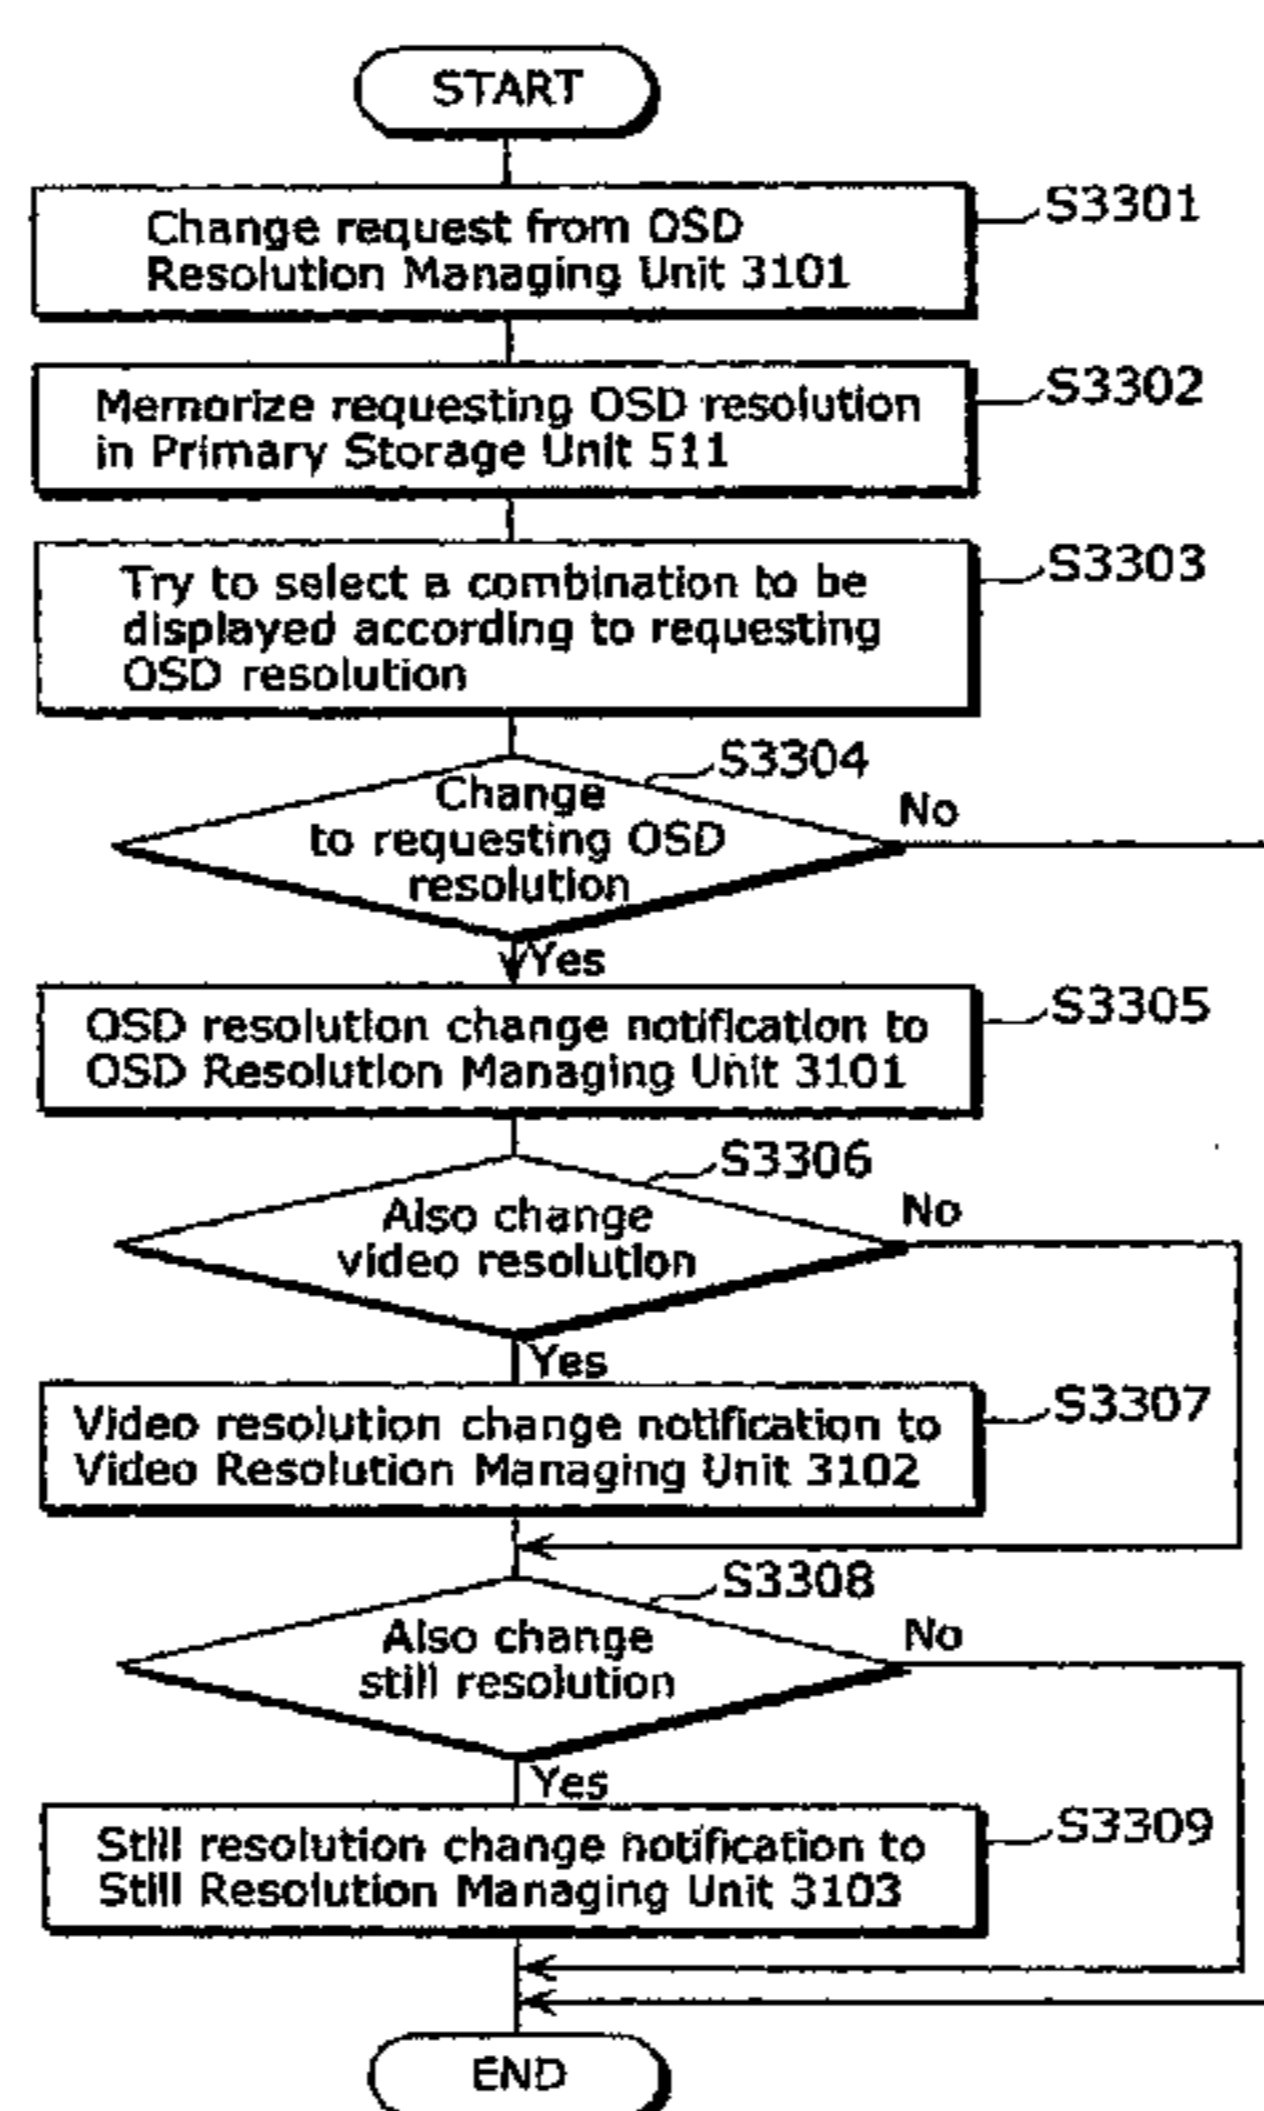 START
Change request from OSD
Resolution Managing Unit 3101
S3301
Memorize requesting OSD resolution
in Primary Storage Unit 511
S3302
Try to select a combination to be
displayed according to requesting
OSD resolution
S3303
S3304
Change
to requesting OSD
resolution
No
Yes
OSD resolution change notification to
OSD Resolution Managing Unit 3101
S3305
S3306
Also change
video resolution
No
Yes
Video resolution change notification to
Video Resolution Managing Unit 3102
S3307
S3308
Also change
still resolution
No
Yes
Still resolution change notification to
Still Resolution Managing Unit 3103
S3309
END